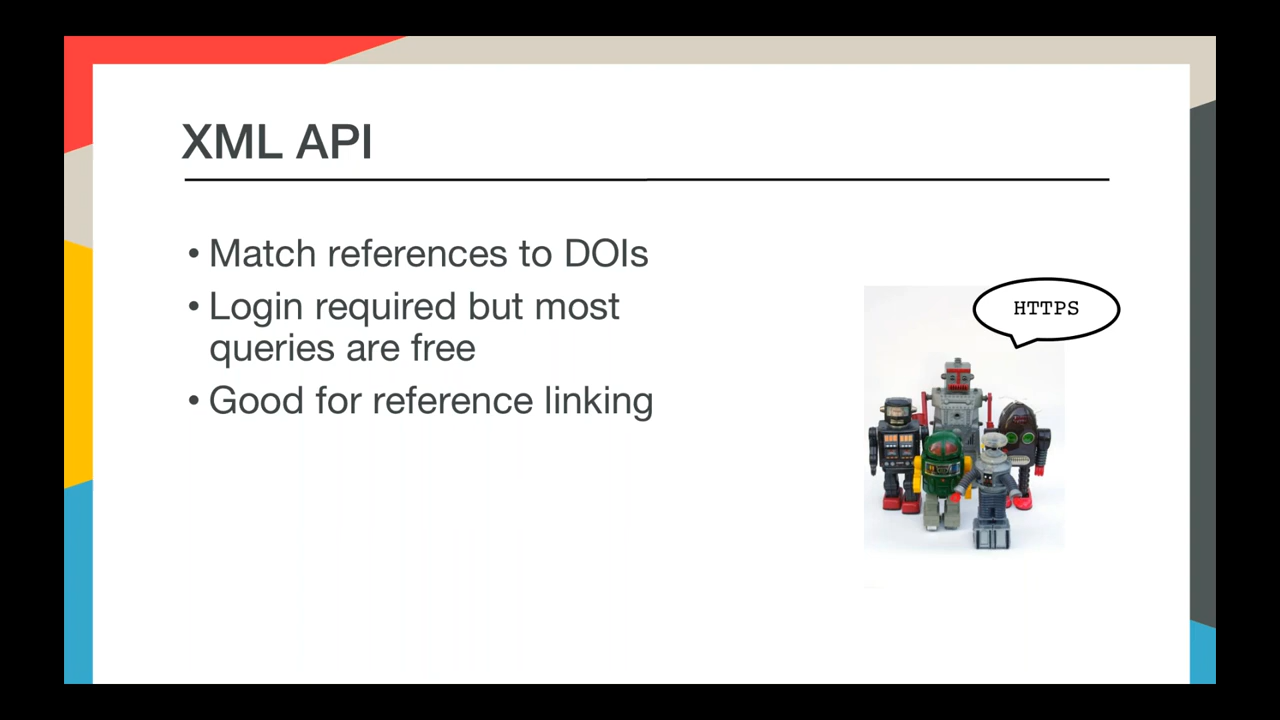 XML API
• Match references to DOIs
• Login required but most
queries are free
• Good for reference linking
HTTPS